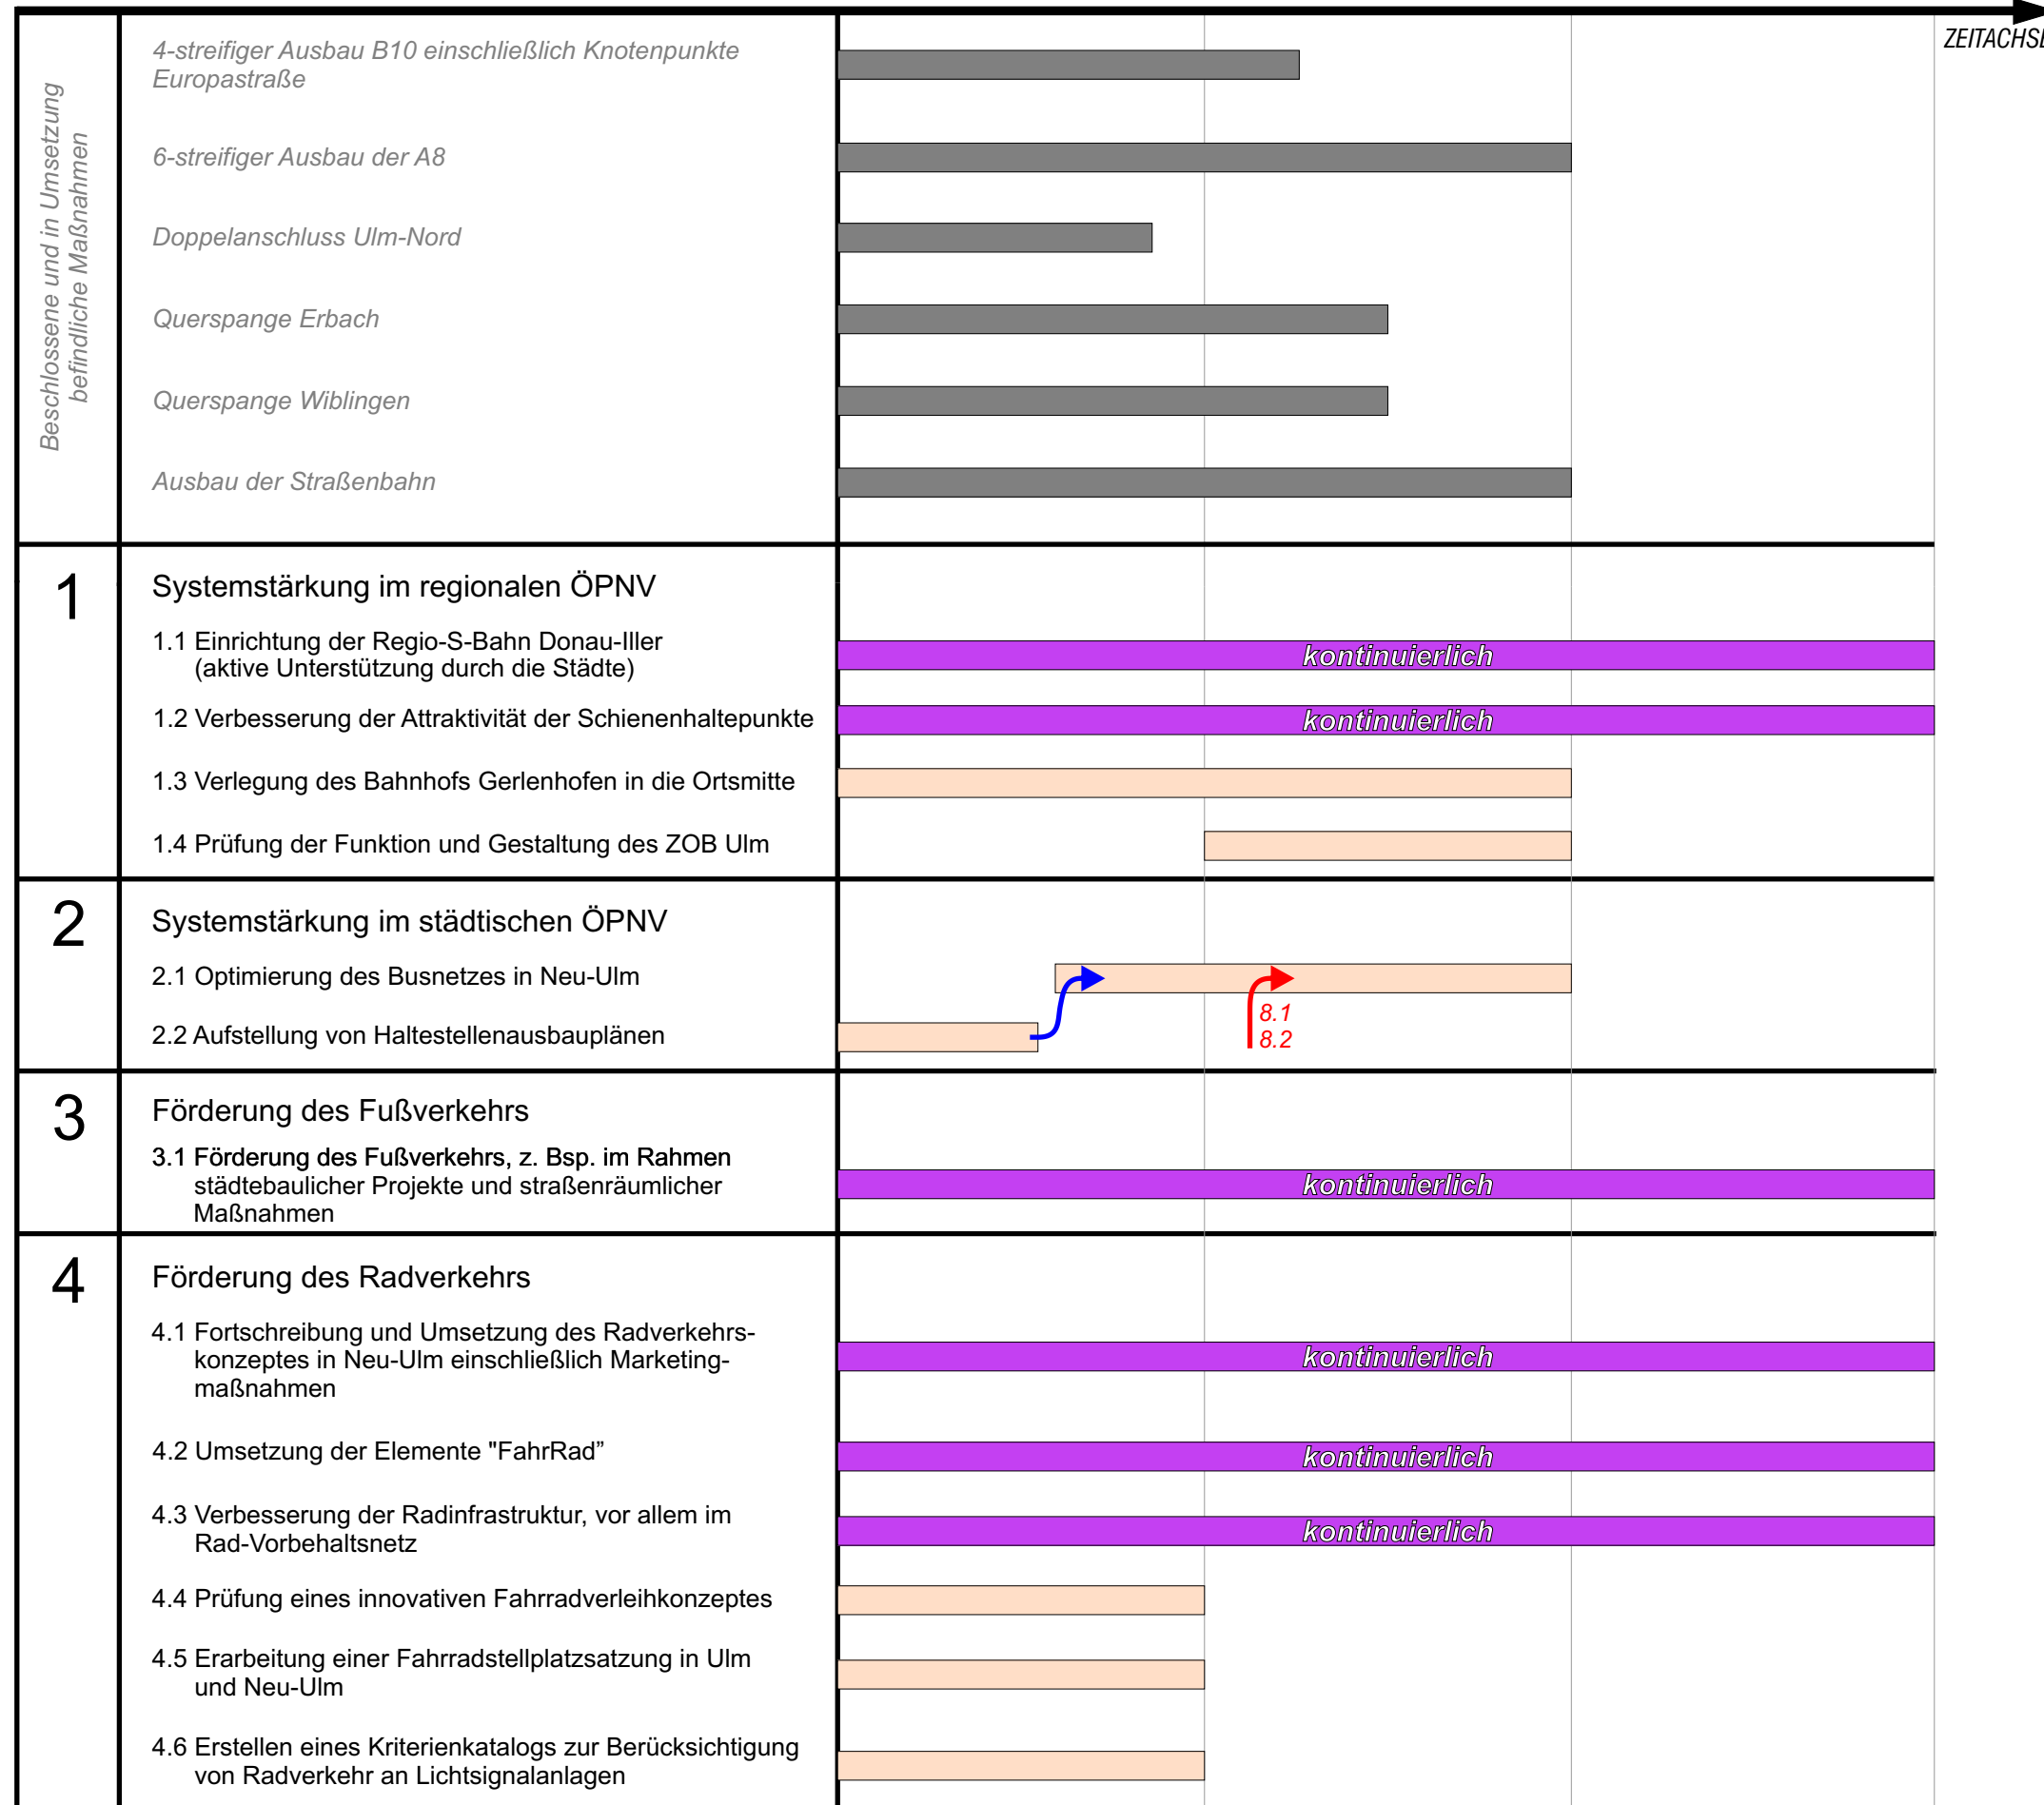 ZEITACHSE
Beschlossene und in Umsetzung
befindliche Maßnahmen
4-streifiger Ausbau B10 einschließlich Knotenpunkte
Europastraße
6-streifiger Ausbau der A8
Doppelanschluss Ulm-Nord
Querspange Erbach
Querspange Wiblingen
Ausbau der Straßenbahn
1
Systemstärkung im regionalen ÖPNV
1.1 Einrichtung der Regio-S-Bahn Donau-Iller
(aktive Unterstützung durch die Städte)
kontinuierlich
1.2 Verbesserung der Attraktivität der Schienenhaltepunkte
kontinuierlich
1.3 Verlegung des Bahnhofs Gerlenhofen in die Ortsmitte
1.4 Prüfung der Funktion und Gestaltung des ZOB Ulm
2
Systemstärkung im städtischen ÖPNV
2.1 Optimierung des Busnetzes in Neu-Ulm
8.1
8.2
2.2 Aufstellung von Haltestellenausbauplänen
3
Förderung des Fußverkehrs
3.1 Förderung des Fußverkehrs, z. Bsp. im Rahmen
städtebaulicher Projekte und straßenräumlicher
Maßnahmen
kontinuierlich
4
Förderung des Radverkehrs
4.1 Fortschreibung und Umsetzung des Radverkehrs-
konzeptes in Neu-Ulm einschließlich Marketing-
maßnahmen
kontinuierlich
4.2 Umsetzung der Elemente "FahrRad”
kontinuierlich
4.3 Verbesserung der Radinfrastruktur, vor allem im
Rad-Vorbehaltsnetz
kontinuierlich
4.4 Prüfung eines innovativen Fahrradverleihkonzeptes
4.5 Erarbeitung einer Fahrradstellplatzsatzung in Ulm
und Neu-Ulm
4.6 Erstellen eines Kriterienkatalogs zur Berücksichtigung
von Radverkehr an Lichtsignalanlagen